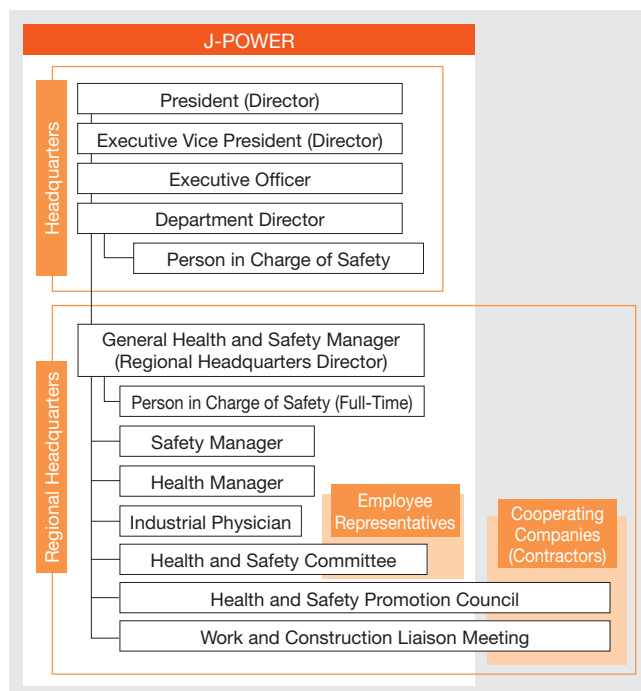 J-POWER
Headquarters
President (Director)
Executive Vice President (Director)
Executive Officer
Department Director
Person in Charge of Safety
Regional Headquarters
General Health and Safety Manager
(Regional Headquarters Director)
Person in Charge of Safety (Full-Time)
Safety Manager
Health Manager
Industrial Physician
Employee
Representatives
Cooperating
Companies
(Contractors)
Health and Safety Committee
Health and Safety Promotion Council
Work and Construction Liaison Meeting